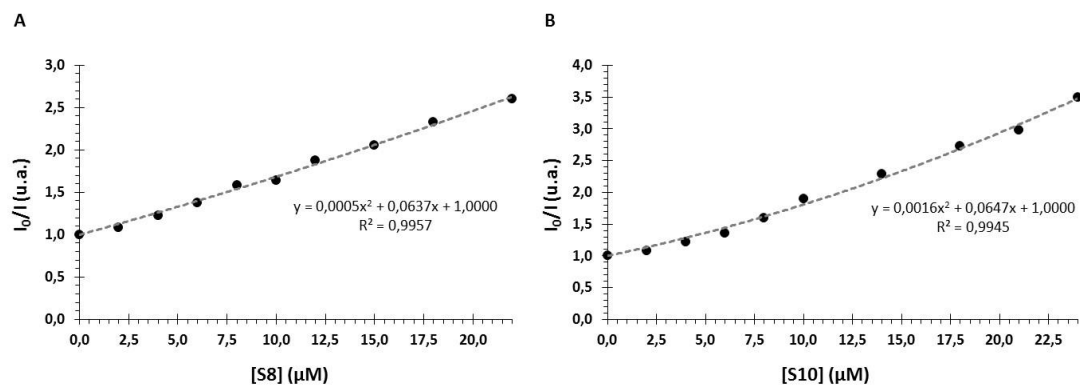 A
B
I₀/I (u.a.)
3,0
2,5
2,0
1,5
1,0
0,5
0,0
y = 0,0005x² + 0,0637x + 1,0000
R² = 0,9957
0,0 2,5 5,0 7,5 10,0 12,5 15,0 17,5 20,0
[S8] (µM)
I₀/I (u.a.)
4,0
3,5
3,0
2,5
2,0
1,5
1,0
0,5
0,0
y = 0,0016x² + 0,0647x + 1,0000
R² = 0,9945
0,0 2,5 5,0 7,5 10,0 12,5 15,0 17,5 20,0 22,5
[S10] (µM)